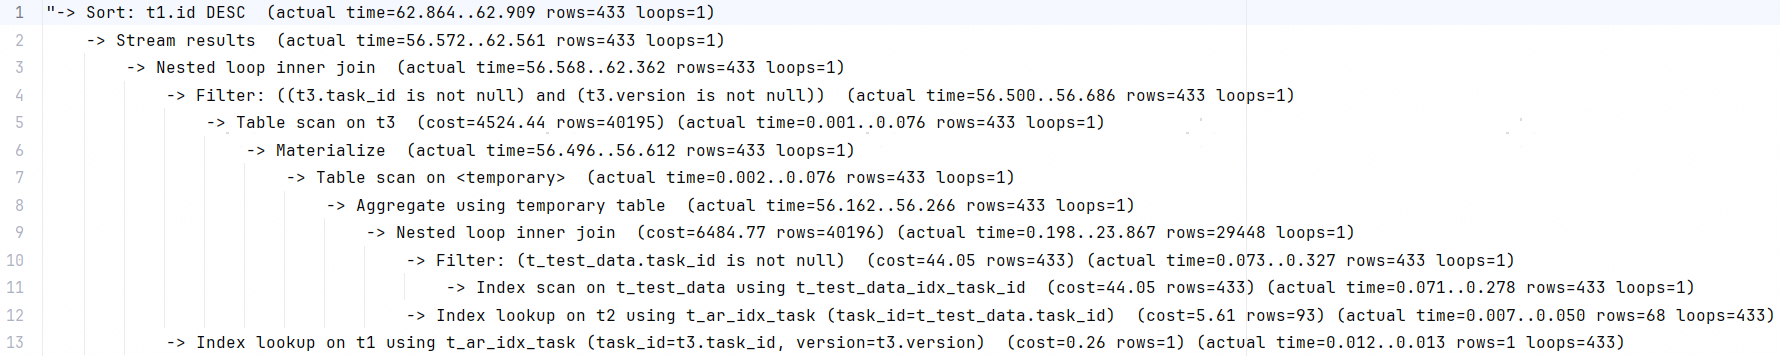 1 "-> Sort: t1.id DESC  (actual time=62.864..62.909 rows=433 loops=1)
2 -> Stream results  (actual time=56.572..62.561 rows=433 loops=1)
3 -> Nested loop inner join  (actual time=56.568..62.362 rows=433 loops=1)
4 -> Filter: ((t3.task_id is not null) and (t3.version is not null))  (actual time=56.500..56.686 rows=433 loops=1)
5 -> Table scan on t3  (cost=4524.44 rows=40195) (actual time=0.001..0.076 rows=433 loops=1)
6 -> Materialize  (actual time=56.496..56.612 rows=433 loops=1)
7 -> Table scan on <temporary>  (actual time=0.002..0.076 rows=433 loops=1)
8 -> Aggregate using temporary table  (actual time=56.162..56.266 rows=433 loops=1)
9 -> Nested loop inner join  (cost=6484.77 rows=40196) (actual time=0.198..23.867 rows=29448 loops=1)
10 -> Filter: (t_test_data.task_id is not null)  (cost=44.05 rows=433) (actual time=0.073..0.327 rows=433 loops=1)
11 -> Index scan on t_test_data using t_test_data_idx_task_id  (cost=44.05 rows=433) (actual time=0.071..0.278 rows=433 loops=1)
12 -> Index lookup on t2 using t_ar_idx_task (task_id=t_test_data.task_id)  (cost=5.61 rows=93) (actual time=0.007..0.050 rows=68 loops=433)
13 -> Index lookup on t1 using t_ar_idx_task (task_id=t3.task_id, version=t3.version)  (cost=0.26 rows=1) (actual time=0.012..0.013 rows=1 loops=433)